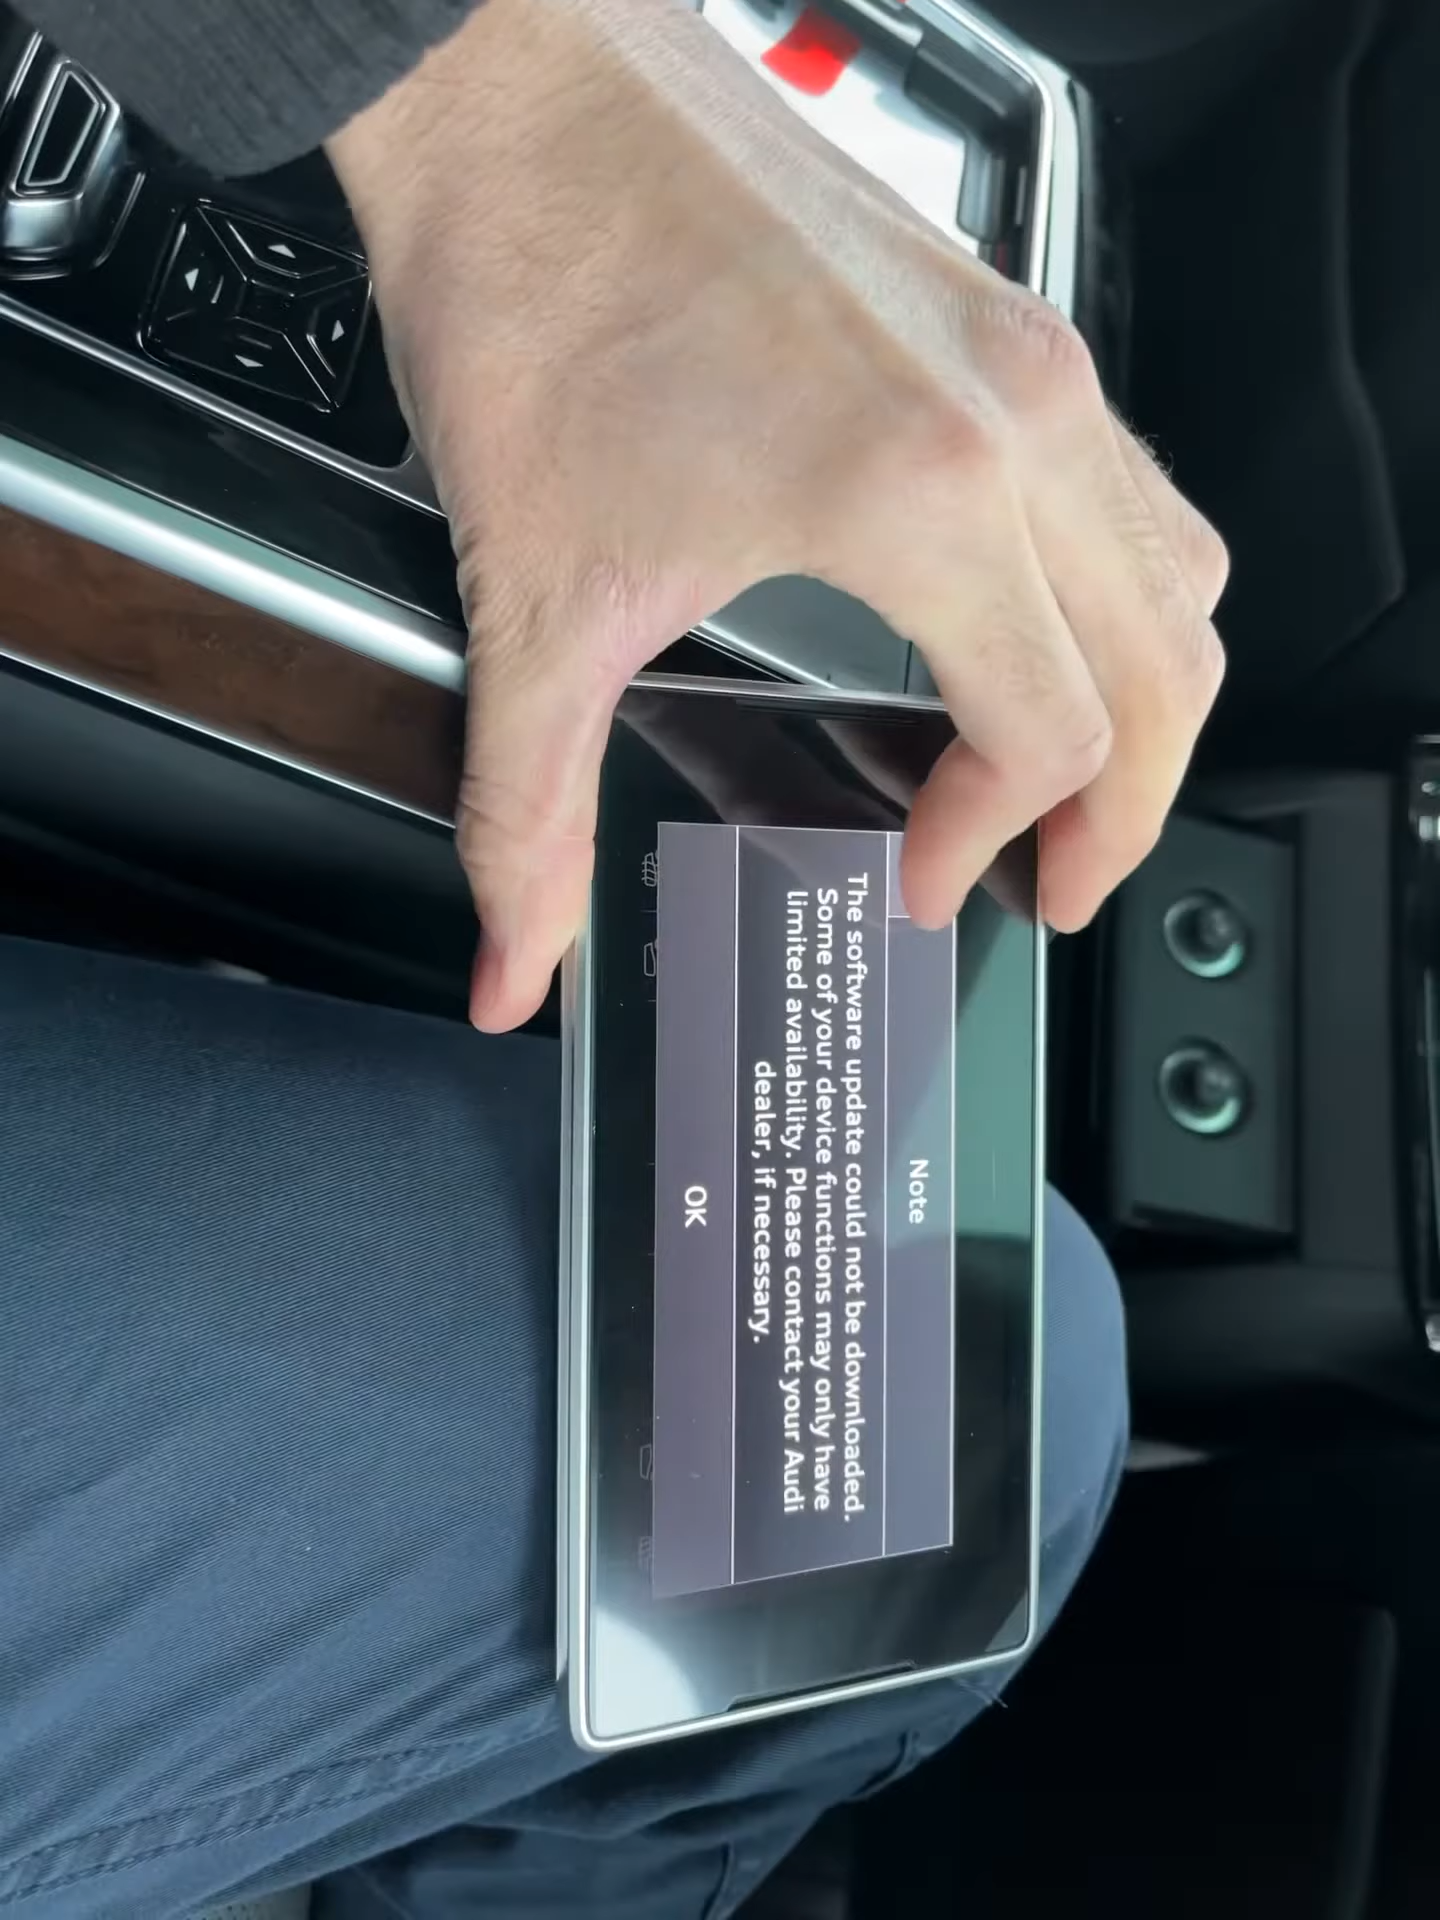 Note
The software update could not be downloaded.
Some of your device functions may only have
limited availability. Please contact your Audi
dealer, if necessary.
OK